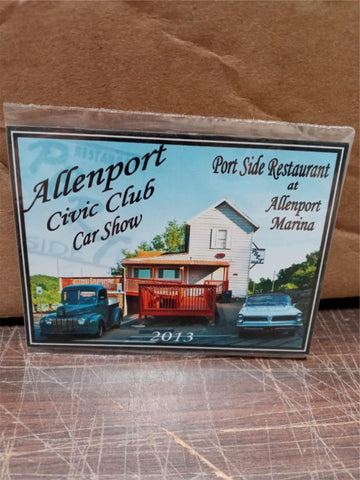 Allenport
Civic Club
Car Show
Port Side Restaurant
at
Allenport
Marina
2013